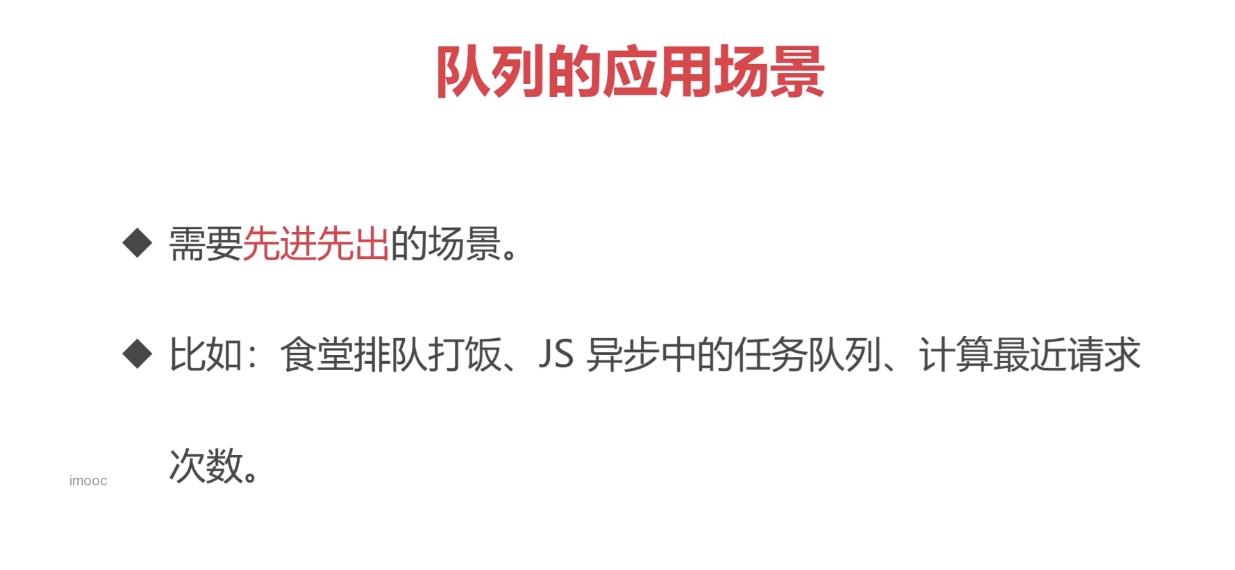 队列的应用场景
◆ 需要先进先出的场景。
◆ 比如：食堂排队打饭、JS 异步中的任务队列、计算最近请求
次数。
imooc